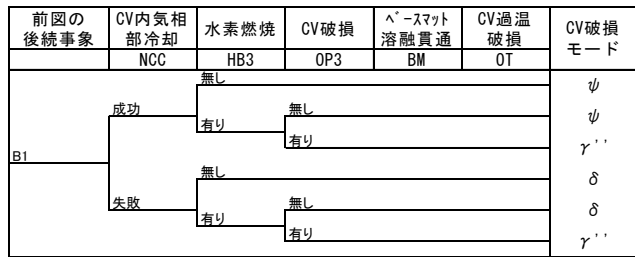 前図の
後続事象
CV内気相
部冷却
水素燃焼
CV破損
ベースマット
溶融貫通
CV過温
破損
CV破損
モード
NCC
HB3
OP3
BM
OT
無し
ψ
成功
無し
ψ
有り
有り
γ''
B1
無し
δ
失敗
無し
δ
有り
有り
γ''